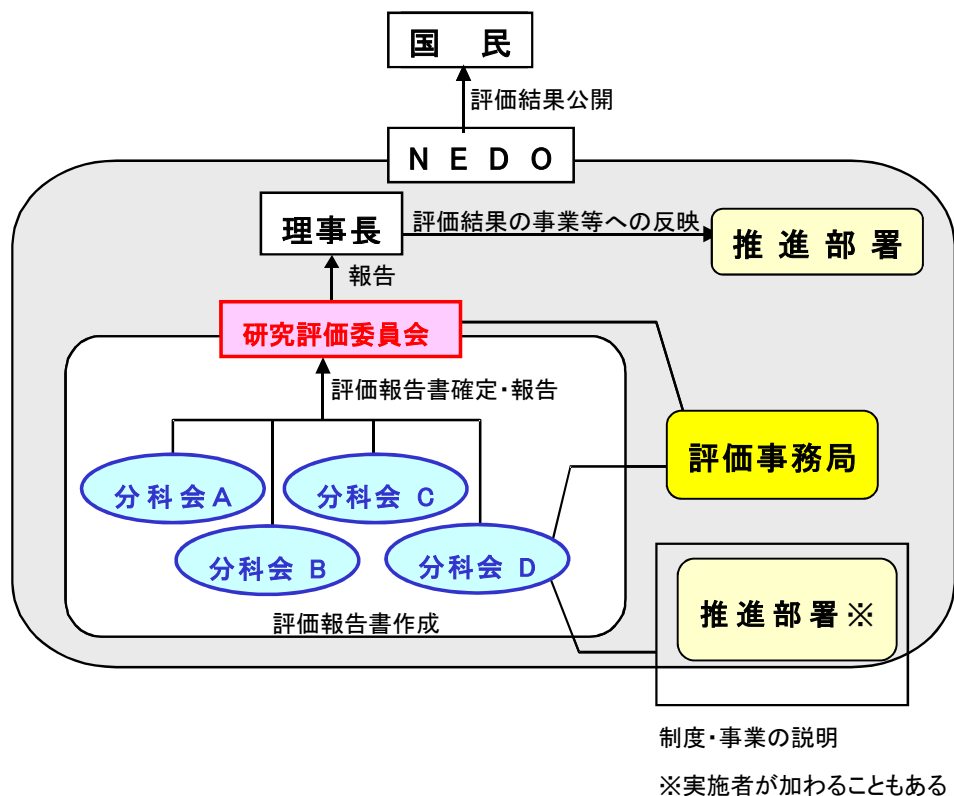 国　民
評価結果公開
ＮＥＤＯ
理事長
評価結果の事業等への反映
推進部署
報告
研究評価委員会
評価報告書確定・報告
評価事務局
分科会A
分科会 C
分科会 B
分科会 D
推進部署※
評価報告書作成
制度・事業の説明
※実施者が加わることもある